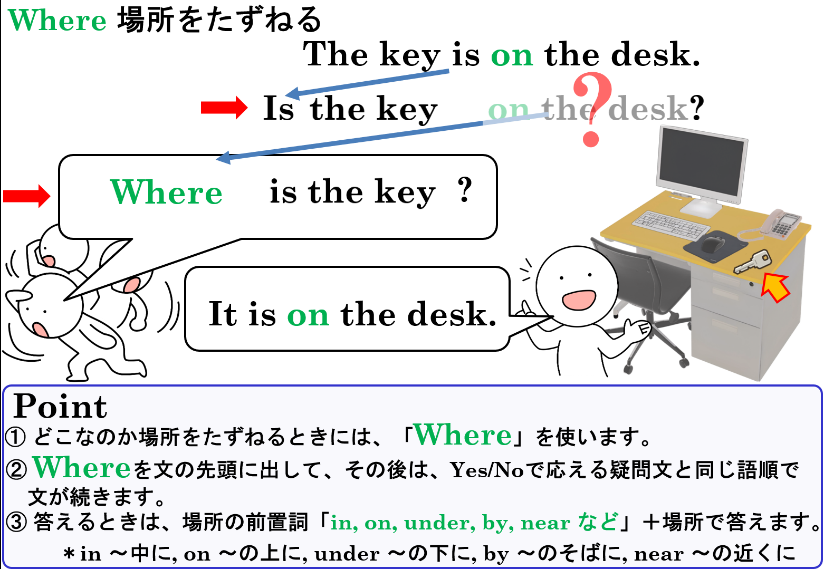 Where 場所をたずねる
The key is on the desk.
Is the key on the desk?
?
Where is the key ?
It is on the desk.
Point
① どこなのか場所をたずねるときには、「Where」を使います。
② Whereを文の先頭に出して、その後は、Yes/Noで応える疑問文と同じ語順で
文が続きます。
③ 答えるときは、場所の前置詞「in, on, under, by, near など」＋場所で答えます。
＊in ～中に, on ～の上に, under ～の下に, by ～のそばに, near ～の近くに